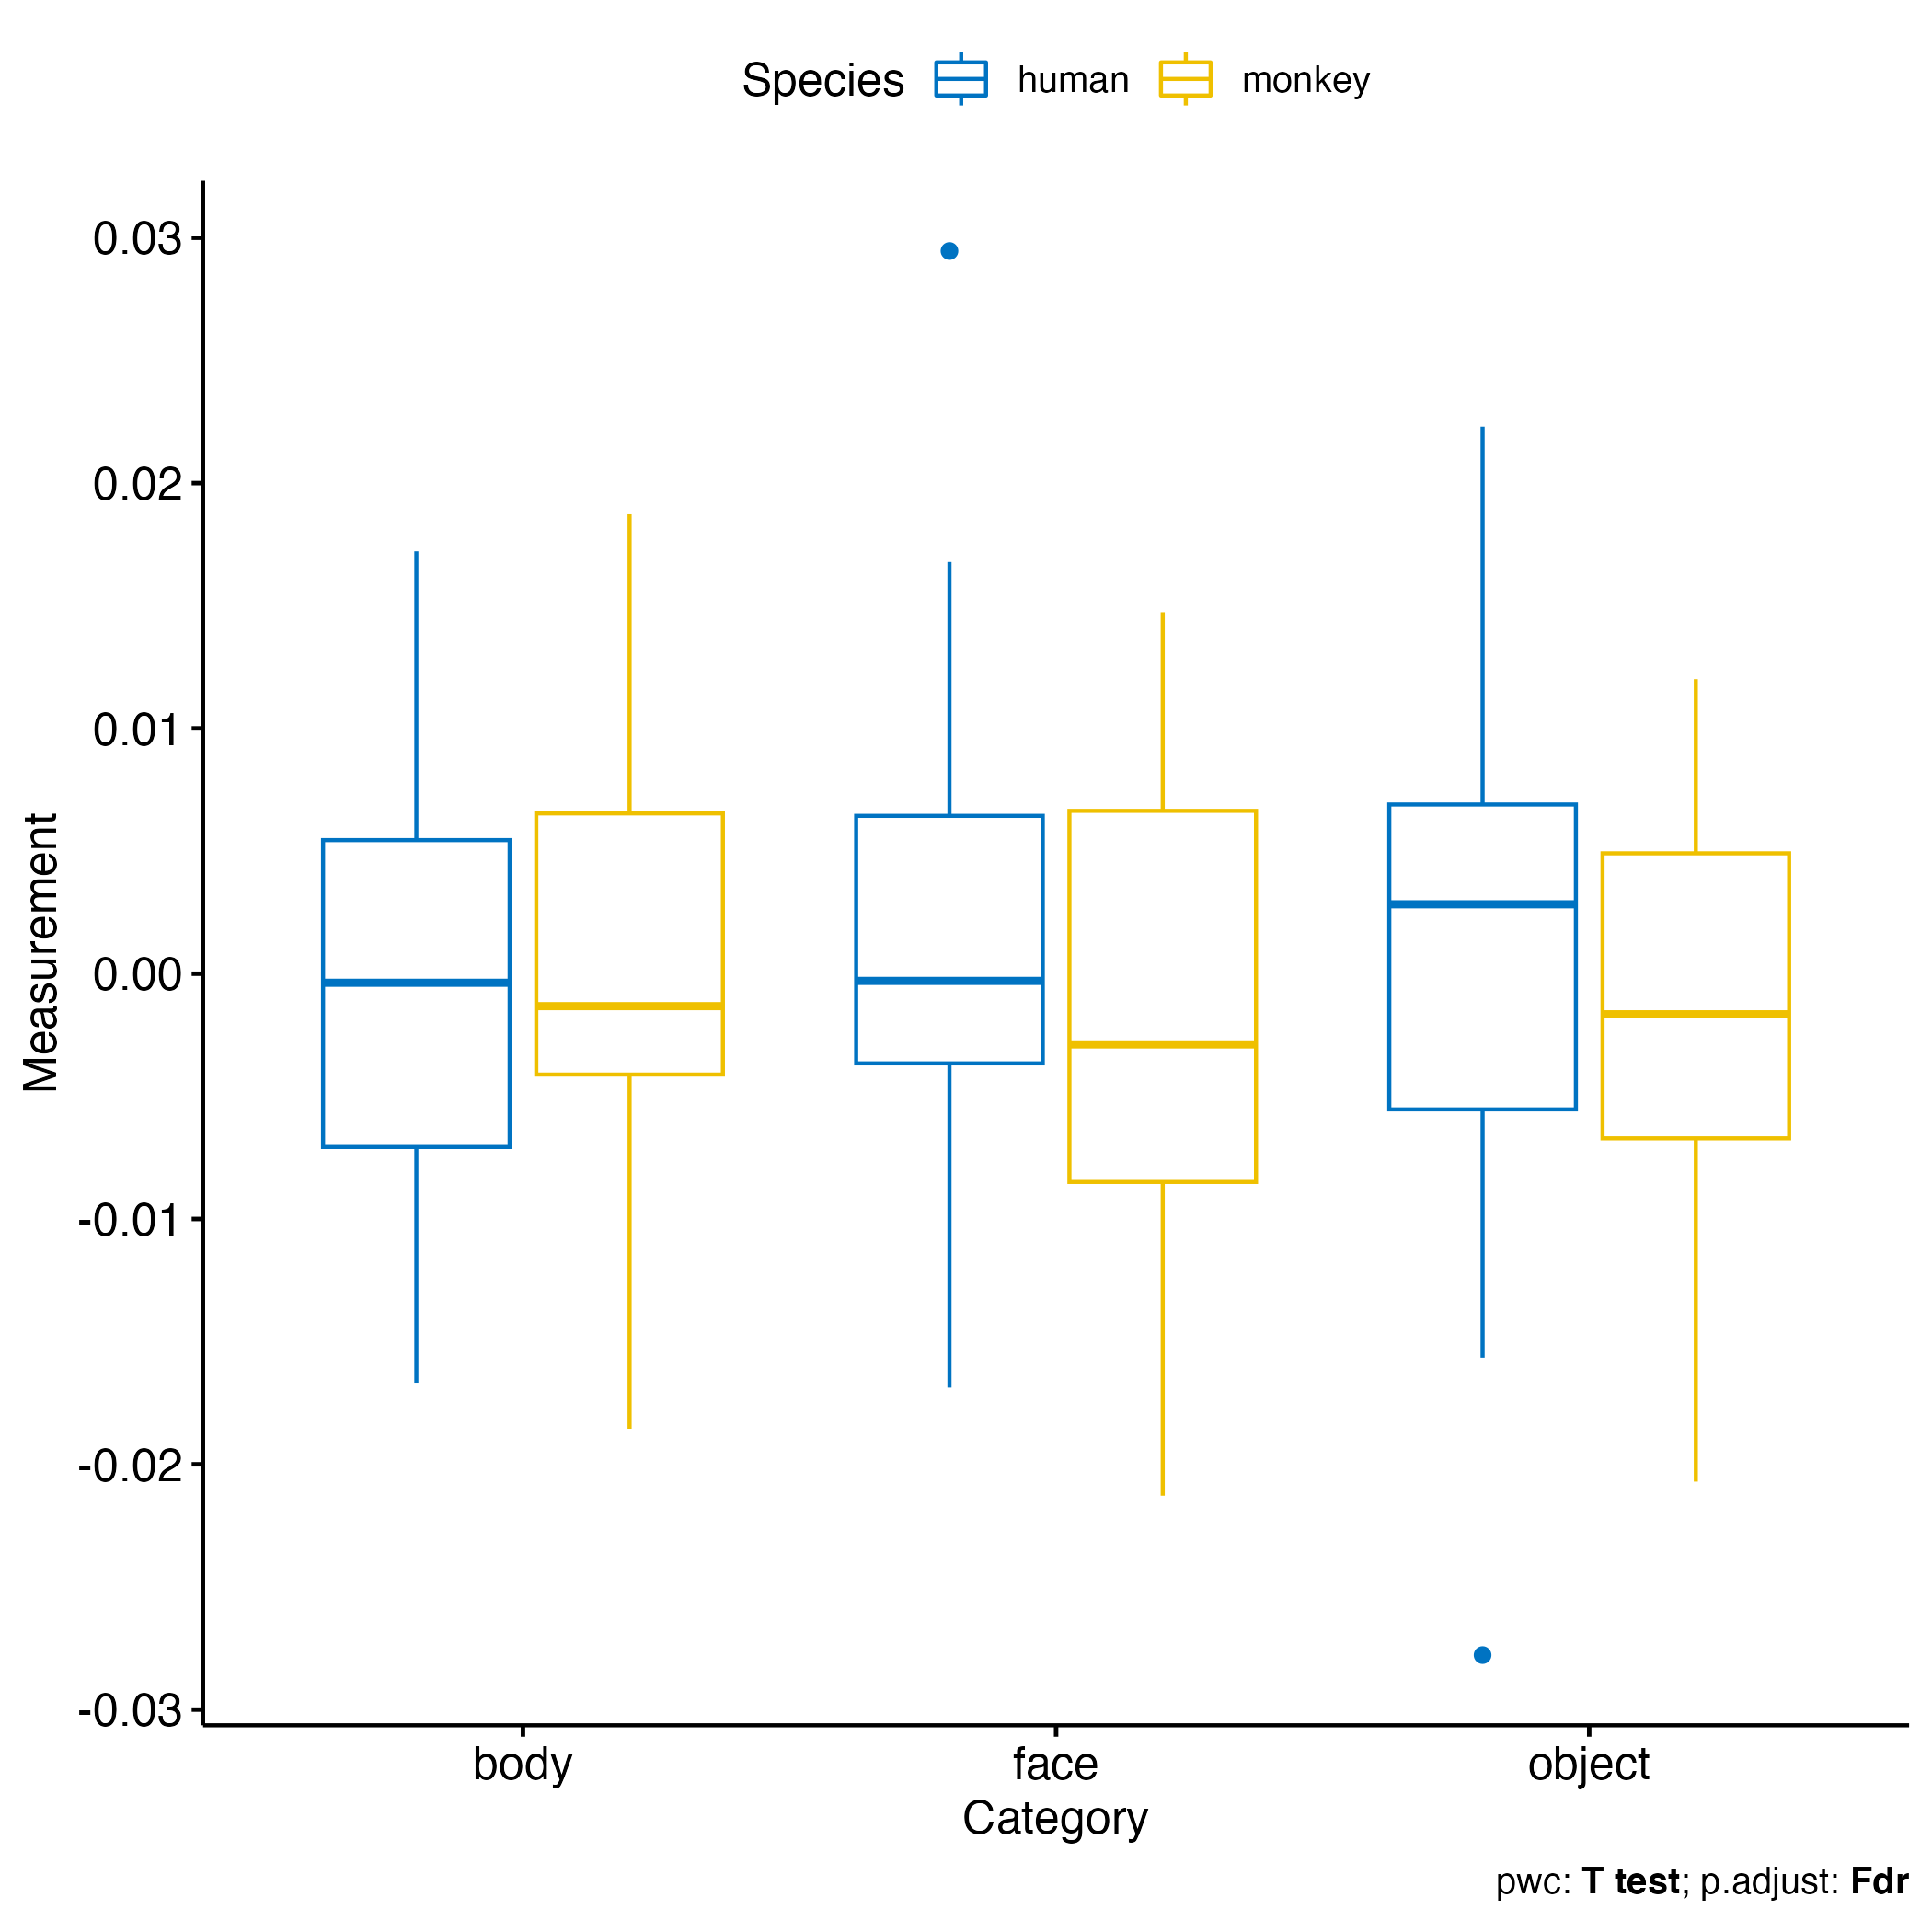 Species human monkey
0.03
0.02
0.01
0.00
-0.01
-0.02
-0.03
Measurement
body face object
Category
pwc: T test; p.adjust: Fdr